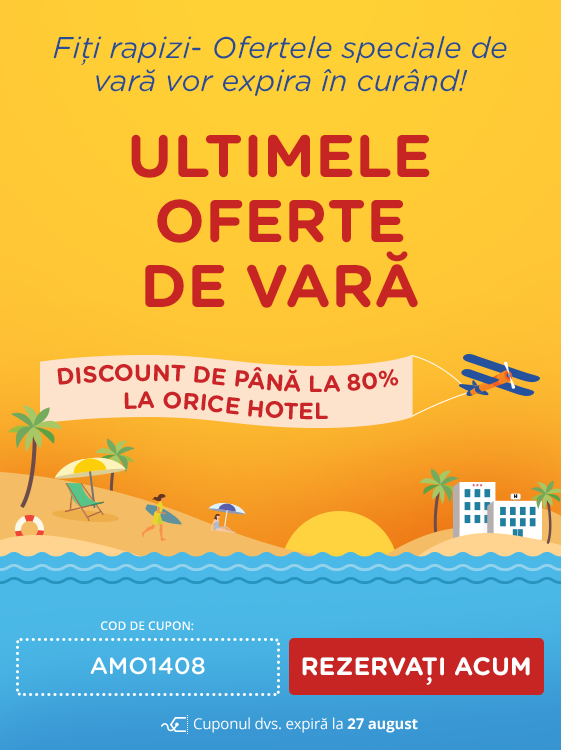 Fiți rapizi- Ofertele speciale de
vară vor expira în curând!
ULTIMELE
OFERTE
DE VARĂ
DISCOUNT DE PÂNĂ LA 80%
LA ORICE HOTEL
H
COD DE CUPON:
AMO1408
REZERVAȚI ACUM
Cuponul dvs. expiră la 27 august